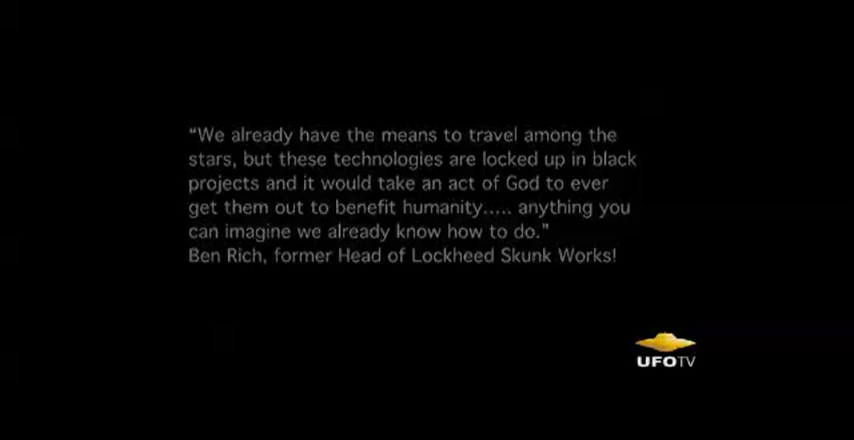 “We already have the means to travel among the
stars, but these technologies are locked up in black
projects and it would take an act of God to ever
get them out to benefit humanity..... anything you
can imagine we already know how to do.”
Ben Rich, former Head of Lockheed Skunk Works!
UFOTV